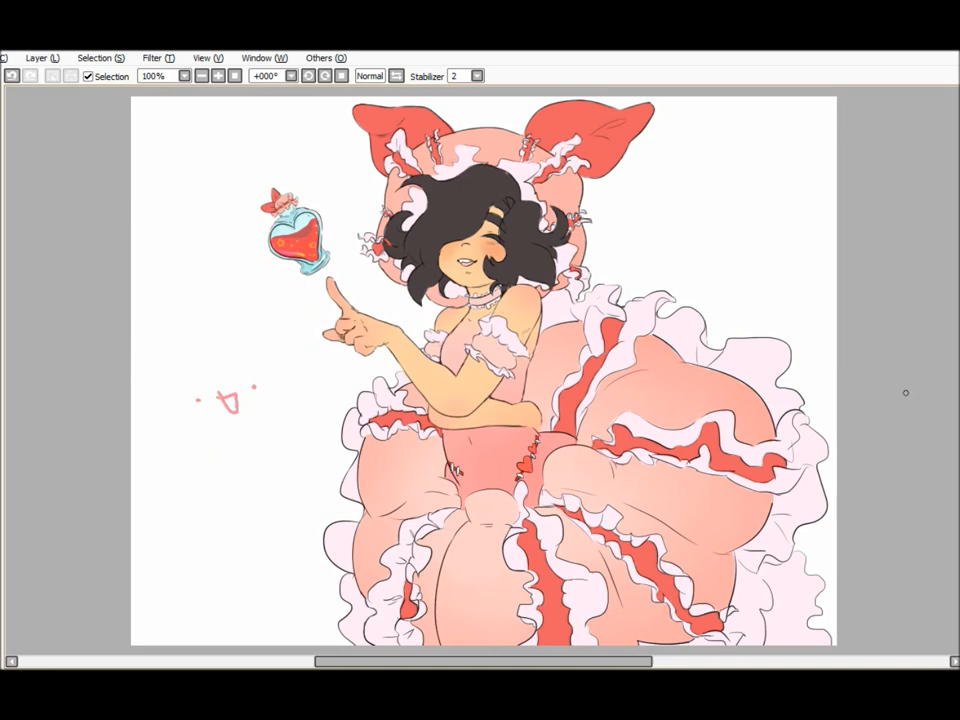 C) Layer (L) Selection (S) Filter (T) View (V) Window (W) Others (O)
Selection 100% +000° Normal Stabilizer 2